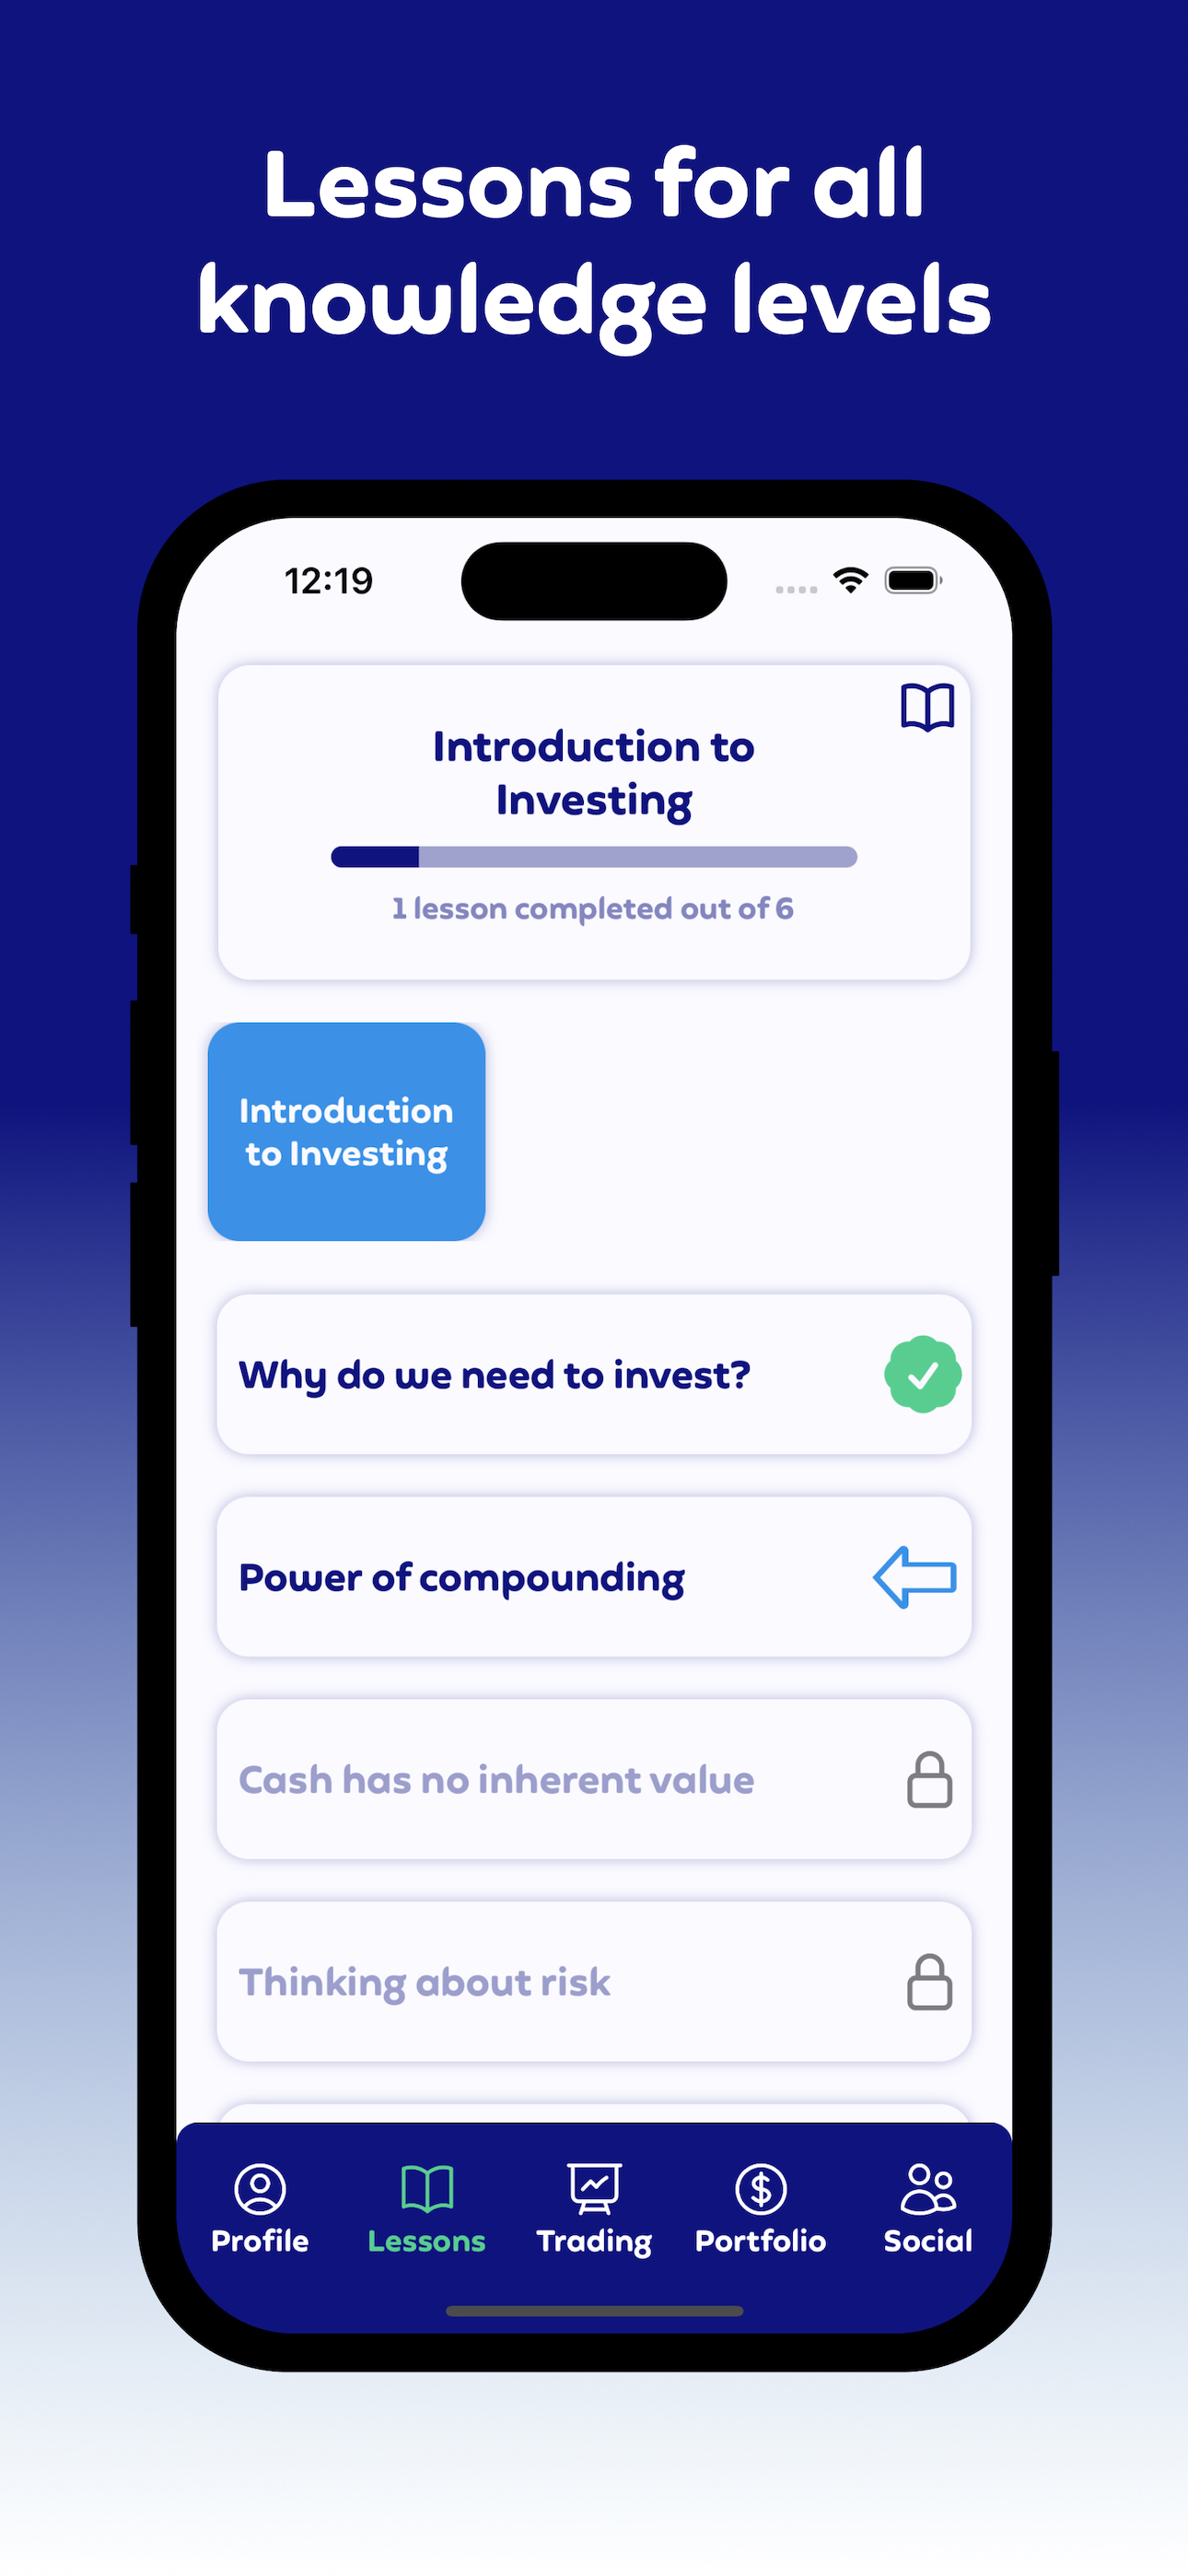 Lessons for all
knowledge levels
12:19
Introduction to
Investing
1 lesson completed out of 6
Introduction
to Investing
Why do we need to invest?
Power of compounding
Cash has no inherent value
Thinking about risk
Profile
Lessons
Trading
Portfolio
Social